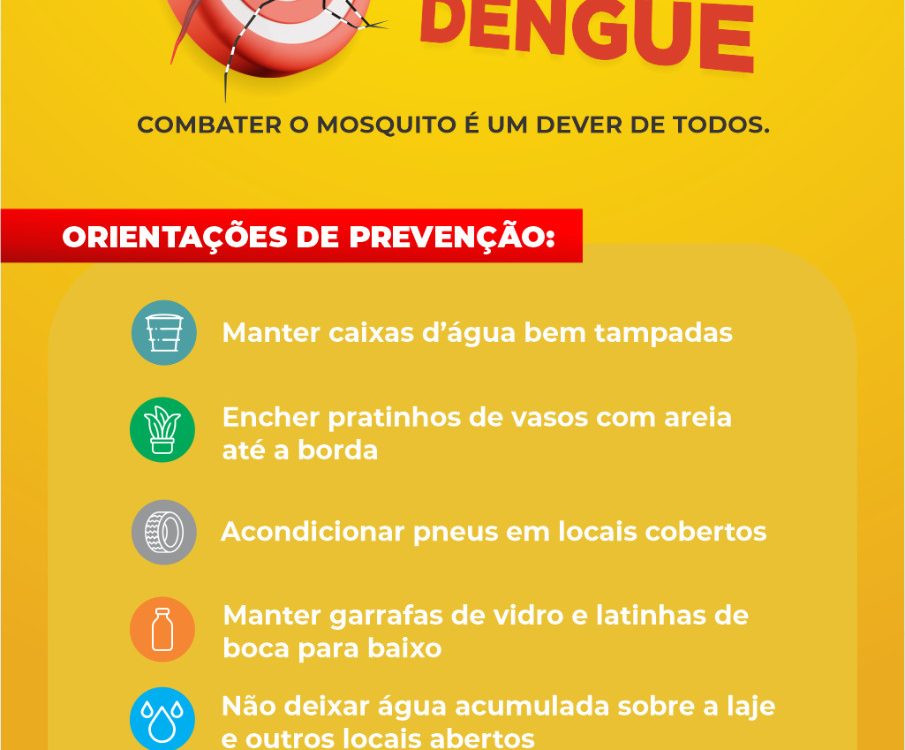 DENGUE
COMBATER O MOSQUITO É UM DEVER DE TODOS.
ORIENTAÇÕES DE PREVENÇÃO:
Manter caixas d’água bem tampadas
Encher pratinhos de vasos com areia
até a borda
Acondicionar pneus em locais cobertos
Manter garrafas de vidro e latinhas de
boca para baixo
Não deixar água acumulada sobre a laje
e outros locais abertos